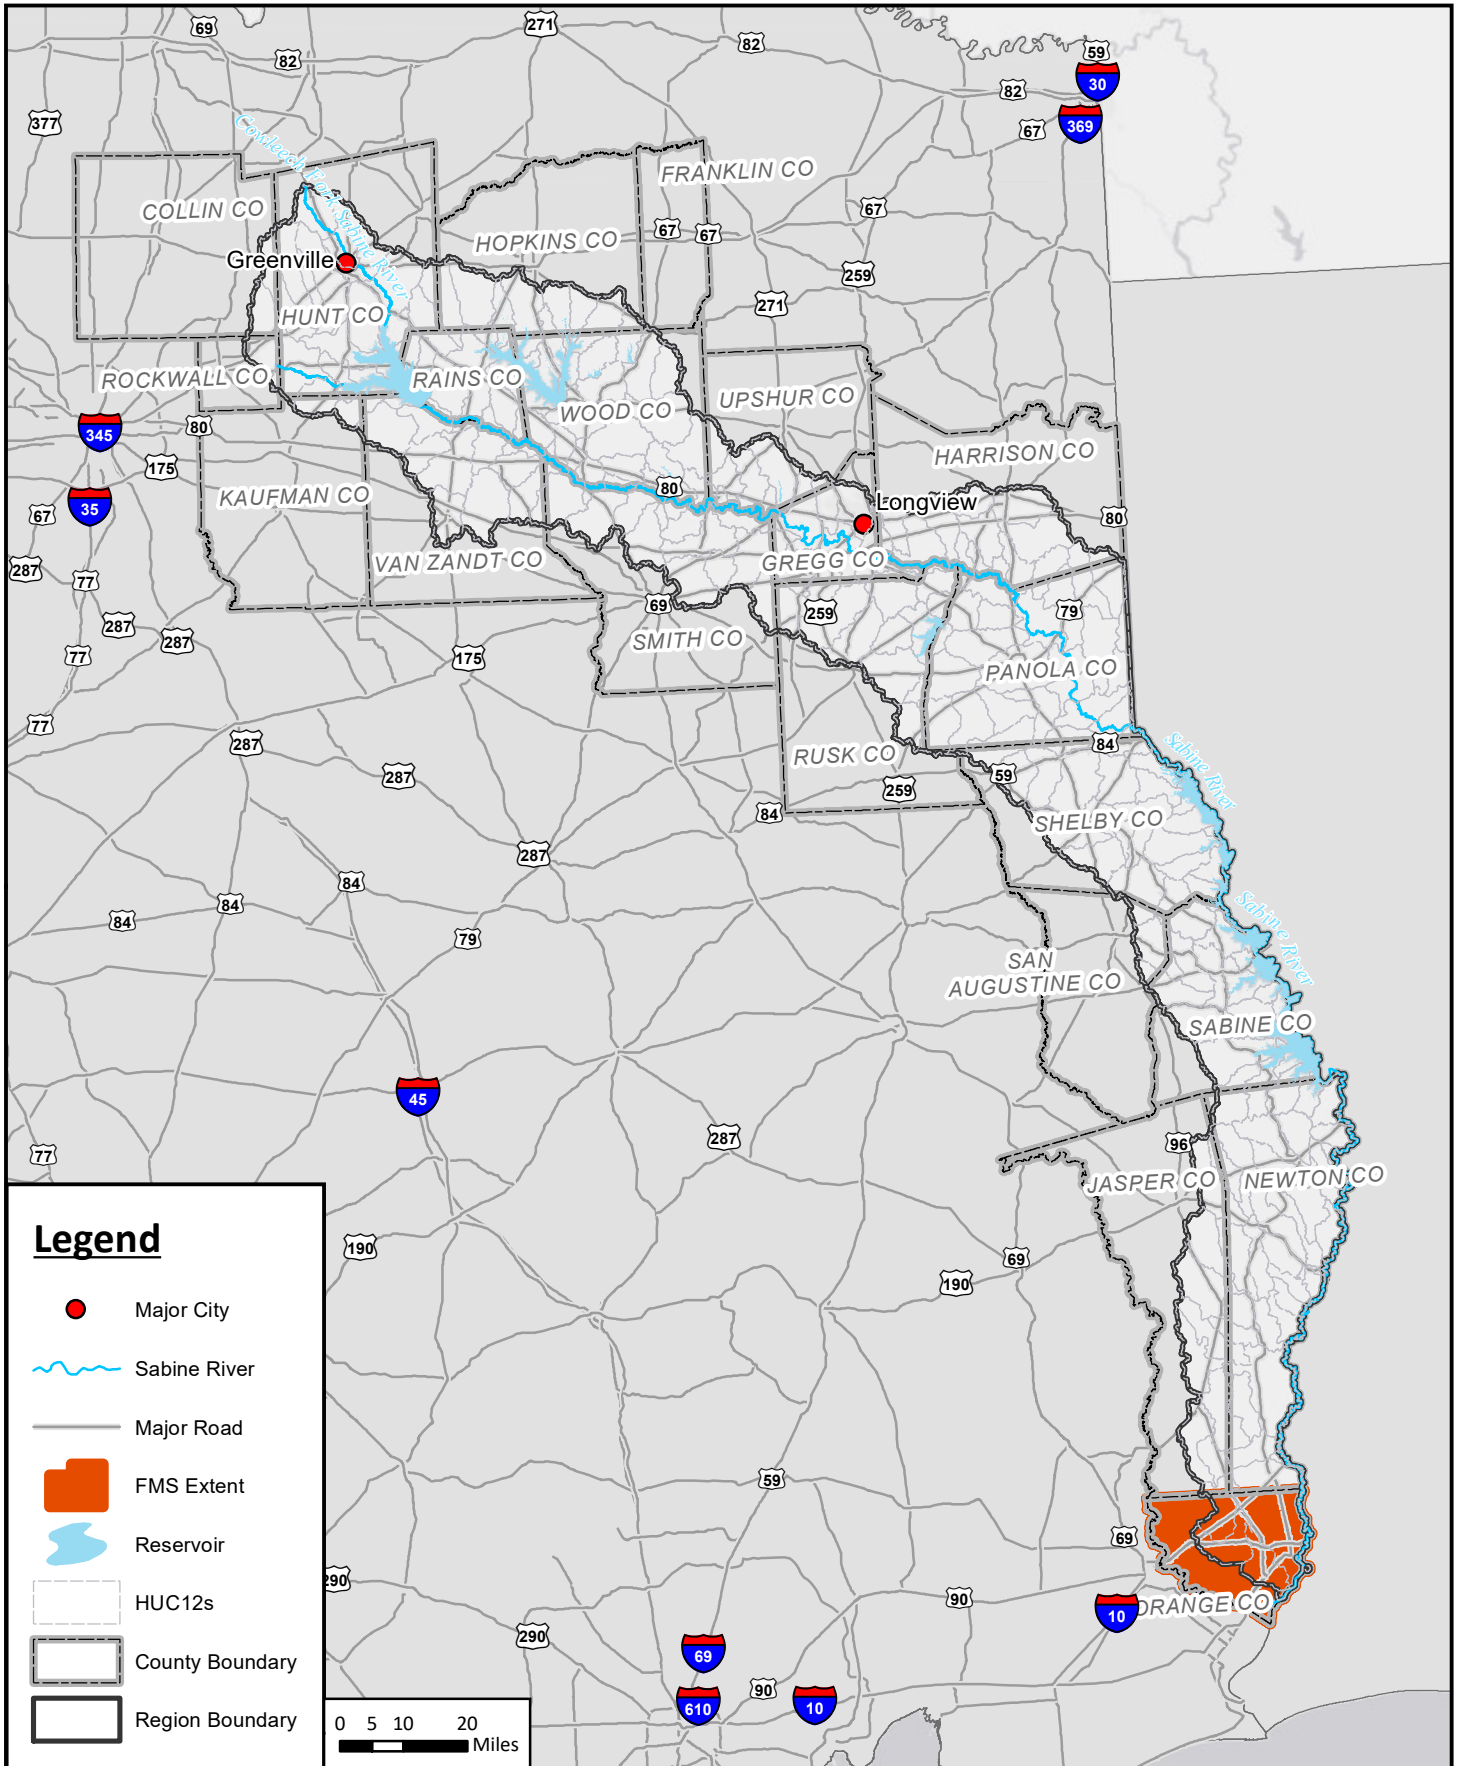 69
271
82
82
59
30
82
369
67
377
Cowleech Fork Sabine River
FRANKLIN CO
COLLIN CO
67
67
67
HOPKINS CO
Greenville
259
271
HUNT CO
ROCKWALL CO
RAINS CO
UPSHUR CO
WOOD CO
345
80
175
HARRISON CO
80
KAUFMAN CO
Longview
35
67
80
VAN ZANDT CO
GREGG CO
287
77
69
259
79
287
287
SMITH CO
77
175
PANOLA CO
77
287
RUSK CO
84
Sabine River
287
59
259
84
SHELBY CO
287
84
84
84
Sabine River
79
SAN
AUGUSTINE CO
SABINE CO
45
287
96
77
JASPER CO
NEWTON CO
190
69
190
59
69
290
90
10
ORANGE CO
290
69
90
610
10
Legend
Major City
Sabine River
Major Road
FMS Extent
Reservoir
HUC12s
County Boundary
Region Boundary
0 5 10 20
Miles